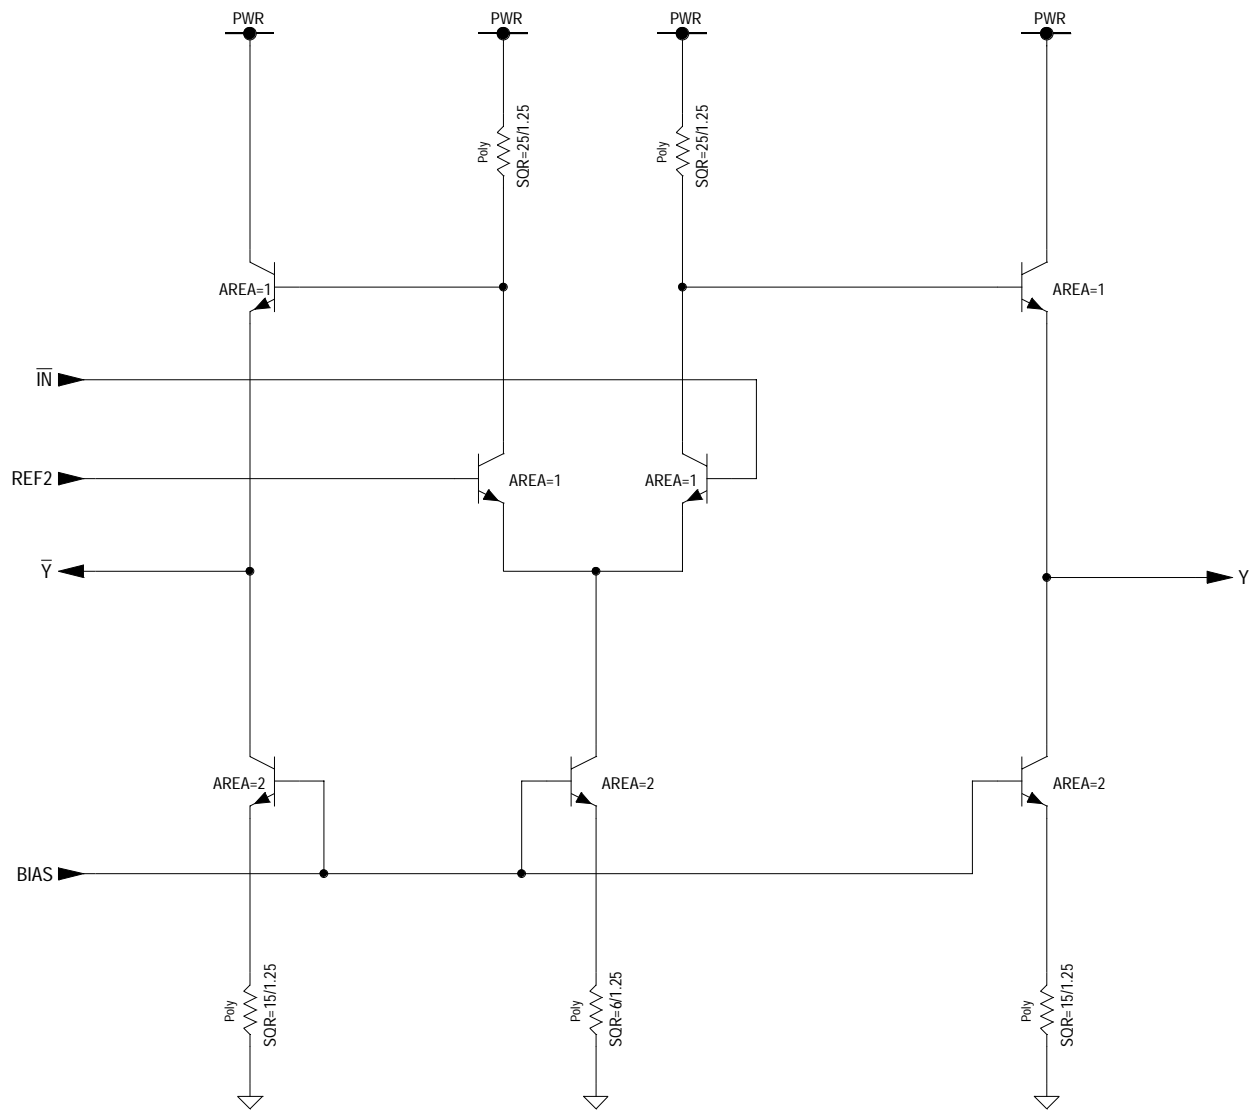 PWR
PWR
PWR
PWR
Poly
SQR=25/1.25
Poly
SQR=25/1.25
AREA=1
AREA=1
I̅N̅
REF2
AREA=1
AREA=1
Y̅
Y
AREA=2
AREA=2
AREA=2
BIAS
Poly
SQR=15/1.25
Poly
SQR=6/1.25
Poly
SQR=15/1.25